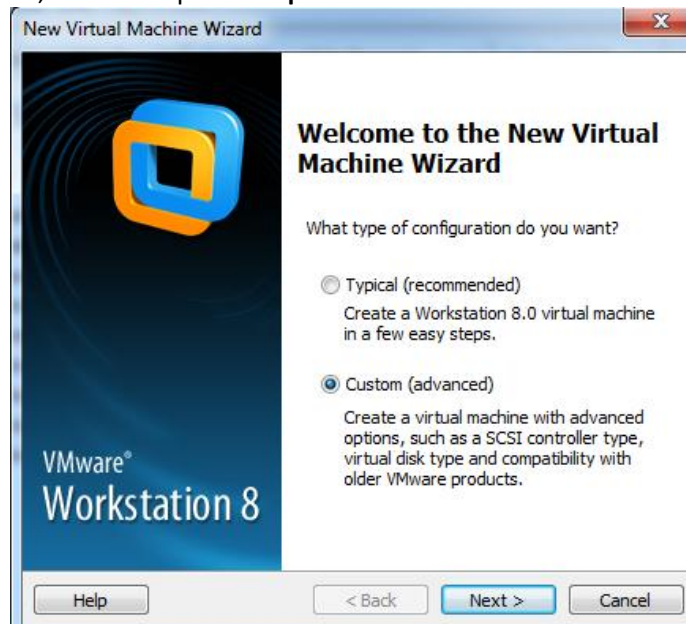 New Virtual Machine Wizard
Welcome to the New Virtual
Machine Wizard
What type of configuration do you want?
Typical (recommended)
Create a Workstation 8.0 virtual machine
in a few easy steps.
Custom (advanced)
Create a virtual machine with advanced
options, such as a SCSI controller type,
virtual disk type and compatibility with
older VMware products.
VMware®
Workstation 8
Help
< Back
Next >
Cancel